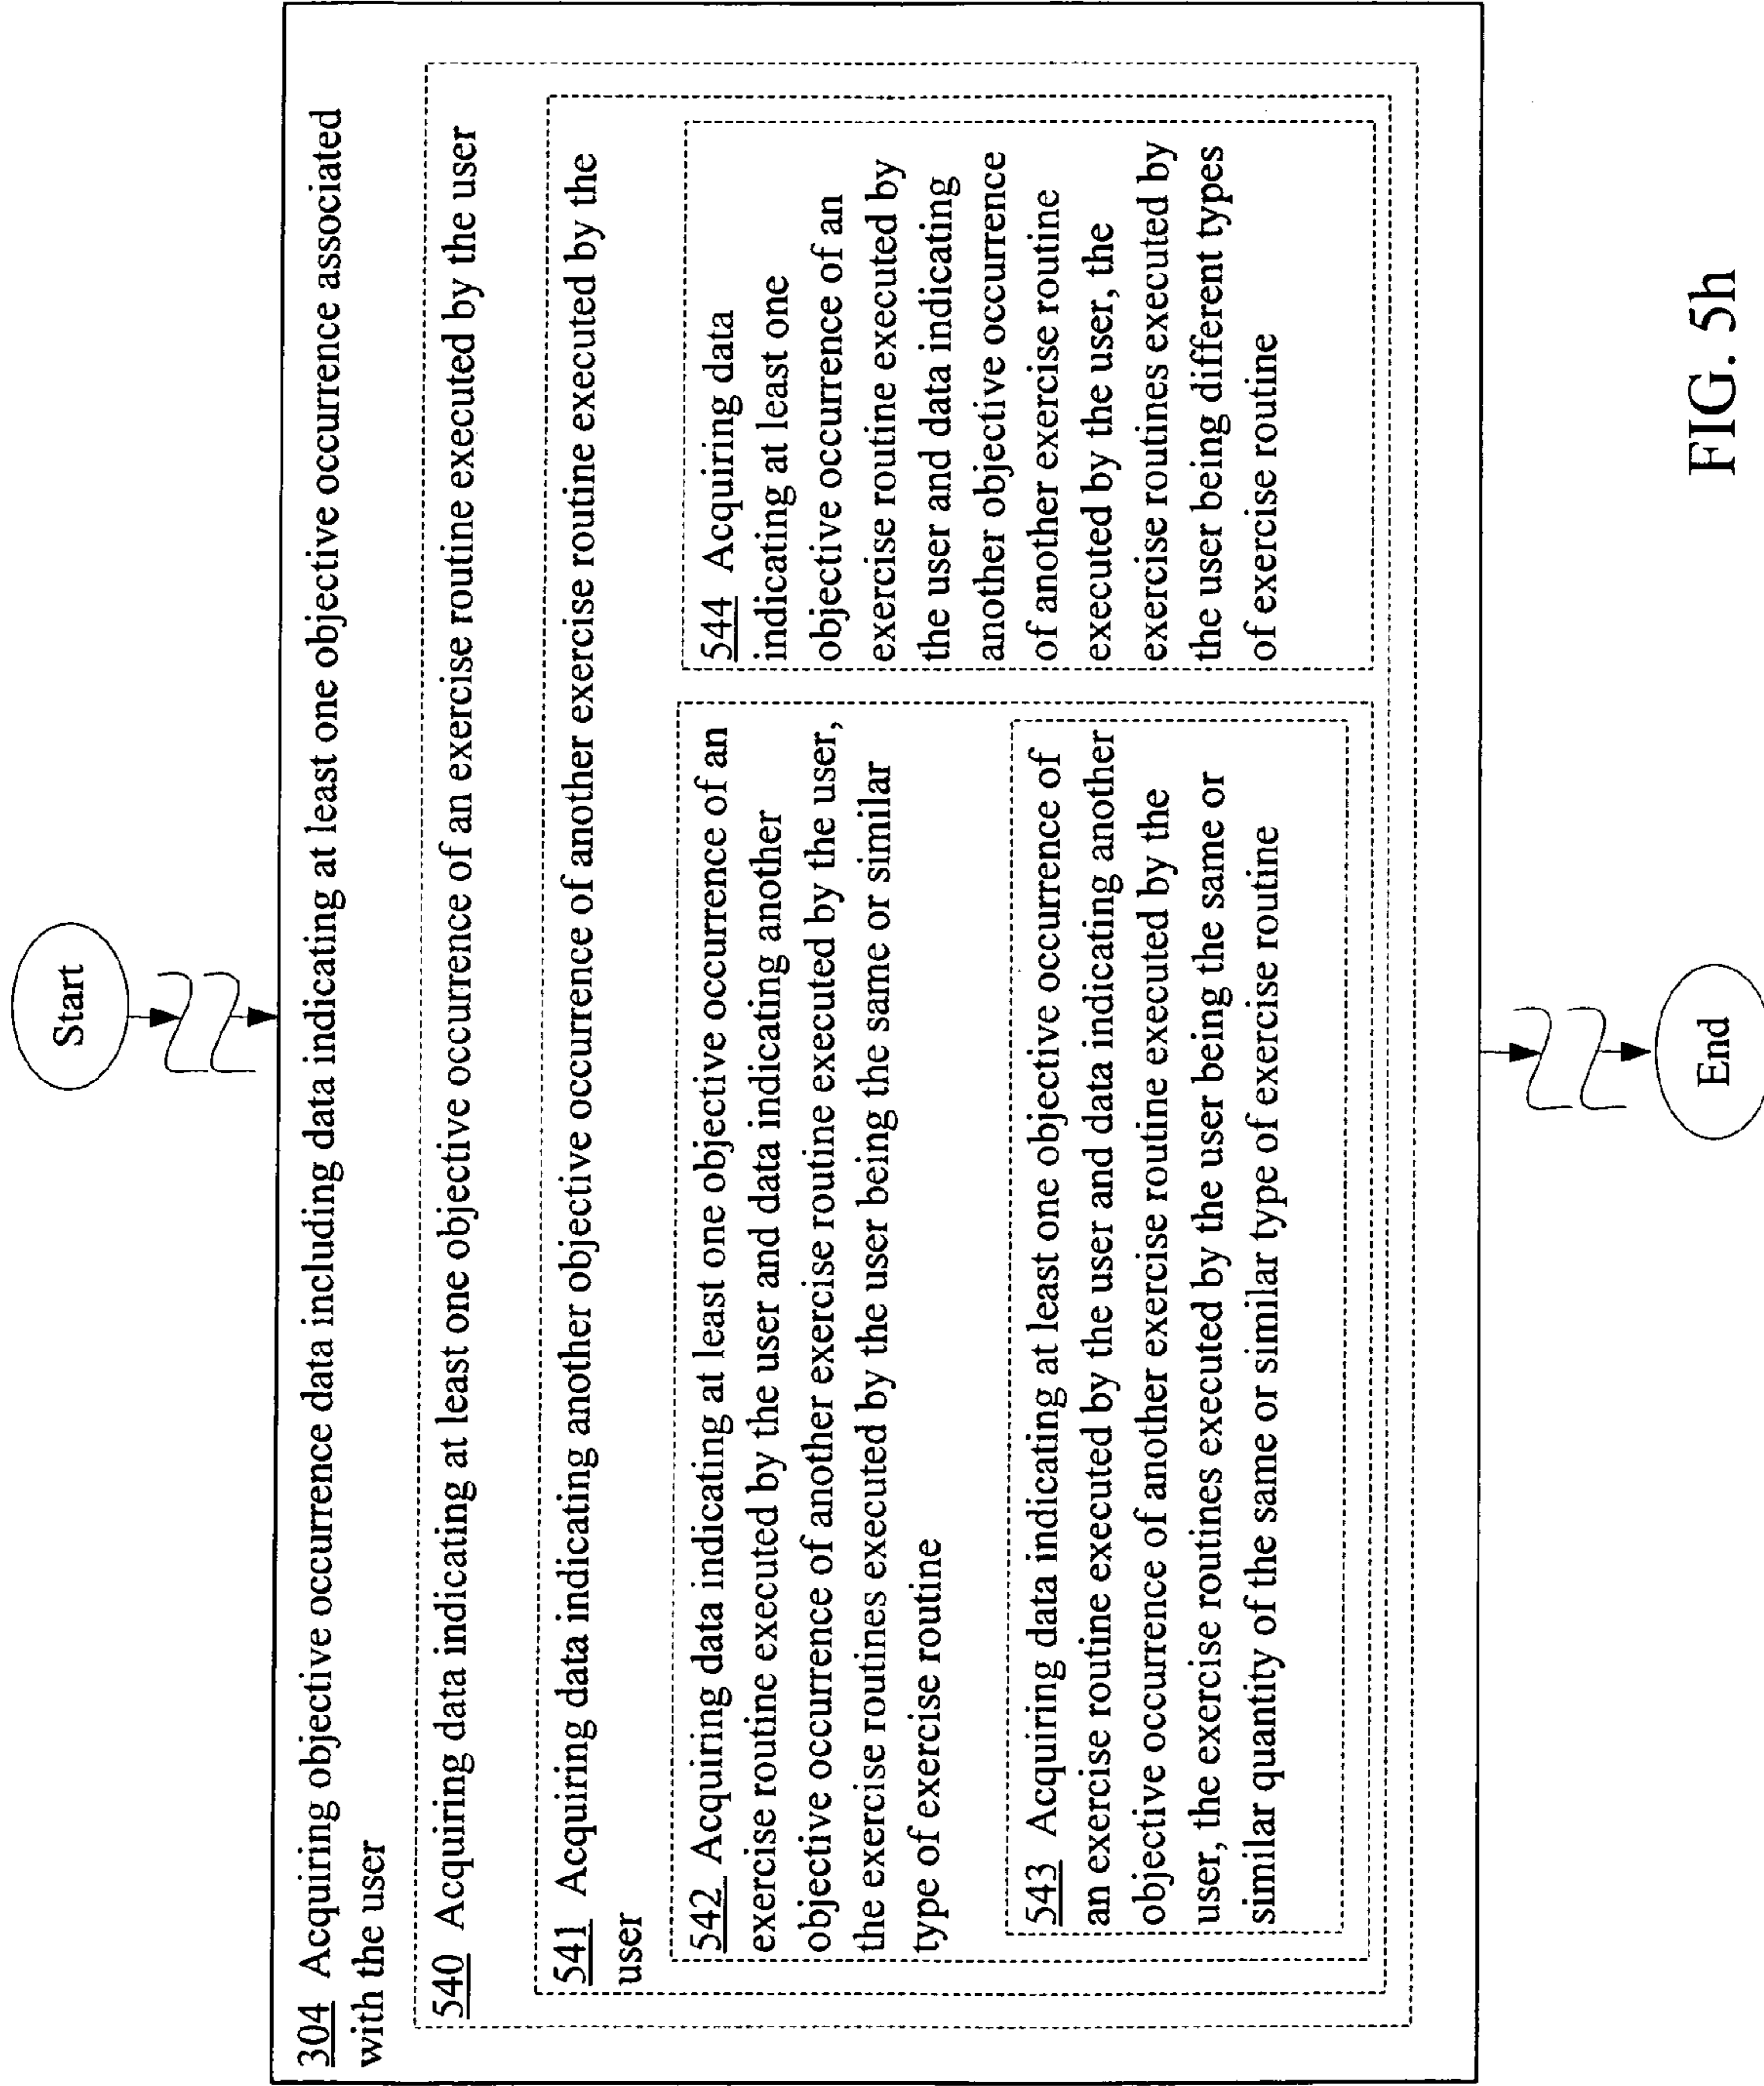 Start
304 Acquiring objective occurrence data including data indicating at least one objective occurrence associated
with the user
540 Acquiring data indicating at least one objective occurrence of an exercise routine executed by the user
541 Acquiring data indicating another objective occurrence of another exercise routine executed by the
user
542 Acquiring data indicating at least one objective occurrence of an
exercise routine executed by the user and data indicating another
objective occurrence of another exercise routine executed by the user,
the exercise routines executed by the user being the same or similar
type of exercise routine
543 Acquiring data indicating at least one objective occurrence of
an exercise routine executed by the user and data indicating another
objective occurrence of another exercise routine executed by the
user, the exercise routines executed by the user being the same or
similar quantity of the same or similar type of exercise routine
544 Acquiring data
indicating at least one
objective occurrence of an
exercise routine executed by
the user and data indicating
another objective occurrence
of another exercise routine
executed by the user, the
exercise routines executed by
the user being different types
of exercise routine
End
FIG. 5h